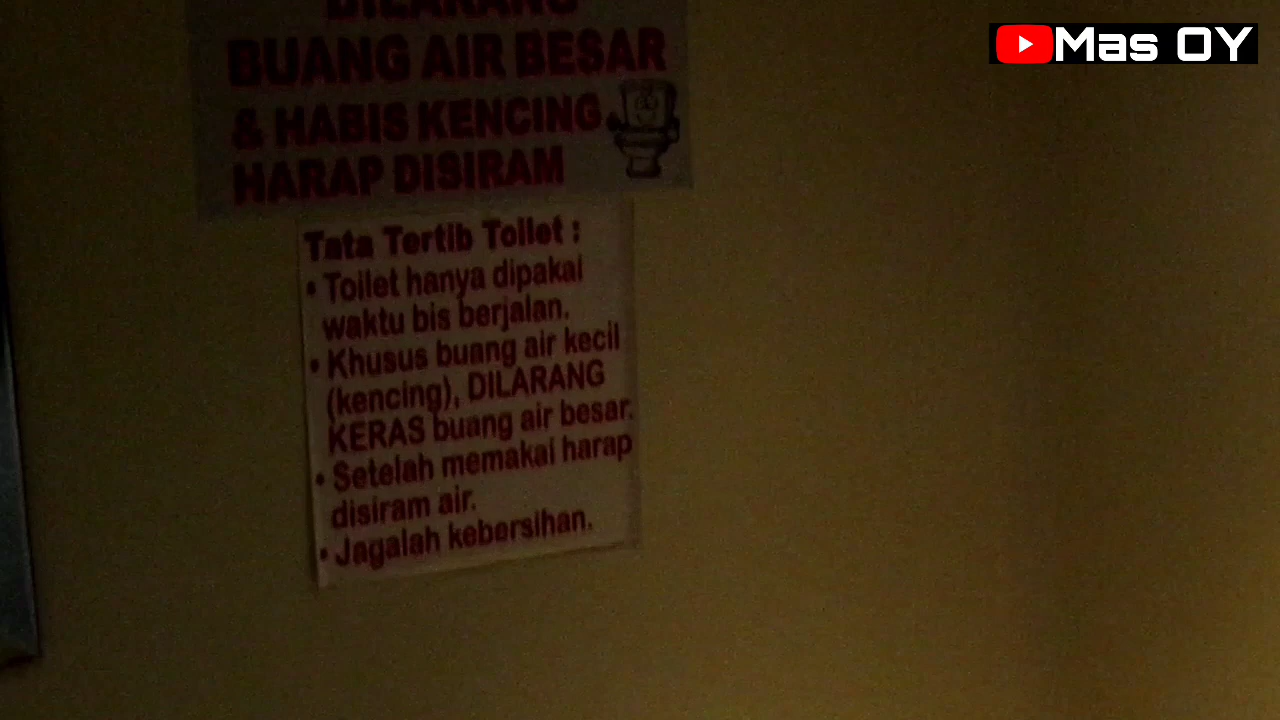 DILARANG
BUANG AIR BESAR
& HABIS KENCING
HARAP DISIRAM
Tata Tertib Toilet :
• Toilet hanya dipakai
waktu bis berjalan.
• Khusus buang air kecil
(kencing), DILARANG
KERAS buang air besar.
• Setelah memakai harap
disiram air.
• Jagalah kebersihan.
Mas OY